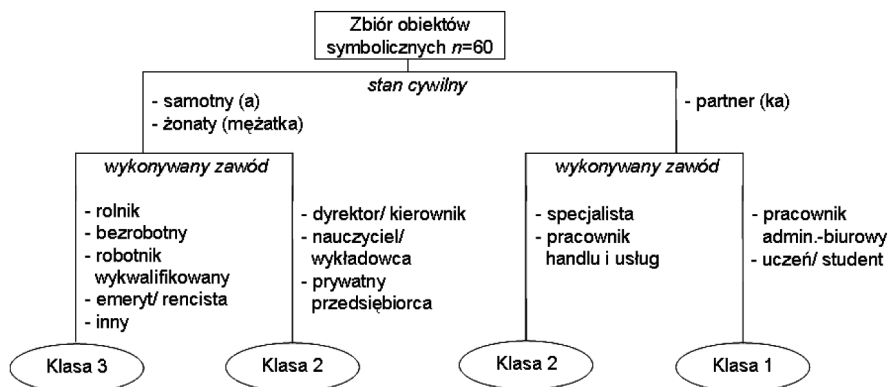 Zbiór obiektów
symbolicznych n=60
stan cywilny
- samotny (a)
- żonaty (mężatka)
- partner (ka)
wykonywany zawód
wykonywany zawód
- rolnik
- bezrobotny
- robotnik
wykwalifikowany
- emeryt/ rencista
- inny
- dyrektor/ kierownik
- nauczyciel/
wykładowca
- prywatny
przedsiębiorca
- specjalista
- pracownik
handlu i usług
- pracownik
admin.-biurowy
- uczeń/ student
Klasa 3
Klasa 2
Klasa 2
Klasa 1